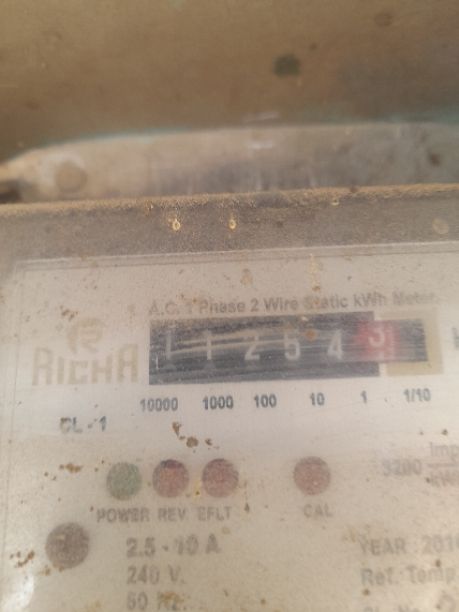 A.C. 1 Phase 2 Wire Static kWh Meter
RICHA
1 1 2 5 4 3
10000 1000 100 10 1 1/10
CL - 1
3200
POWER REV EFLT CAL
2.5 - 10 A
YEAR
240 V.
Ref. Temp
50 Hz.